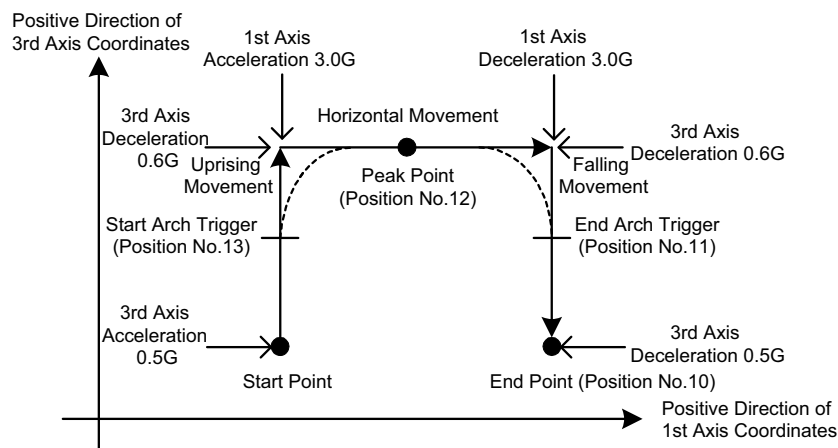 Positive Direction of
3rd Axis Coordinates
1st Axis
Acceleration 3.0G
1st Axis
Deceleration 3.0G
3rd Axis
Deceleration
0.6G
Horizontal Movement
3rd Axis
Deceleration 0.6G
Uprising
Movement
Peak Point
(Position No.12)
Falling
Movement
Start Arch Trigger
(Position No.13)
End Arch Trigger
(Position No.11)
3rd Axis
Acceleration
0.5G
3rd Axis
Deceleration 0.5G
Start Point
End Point (Position No.10)
Positive Direction of
1st Axis Coordinates